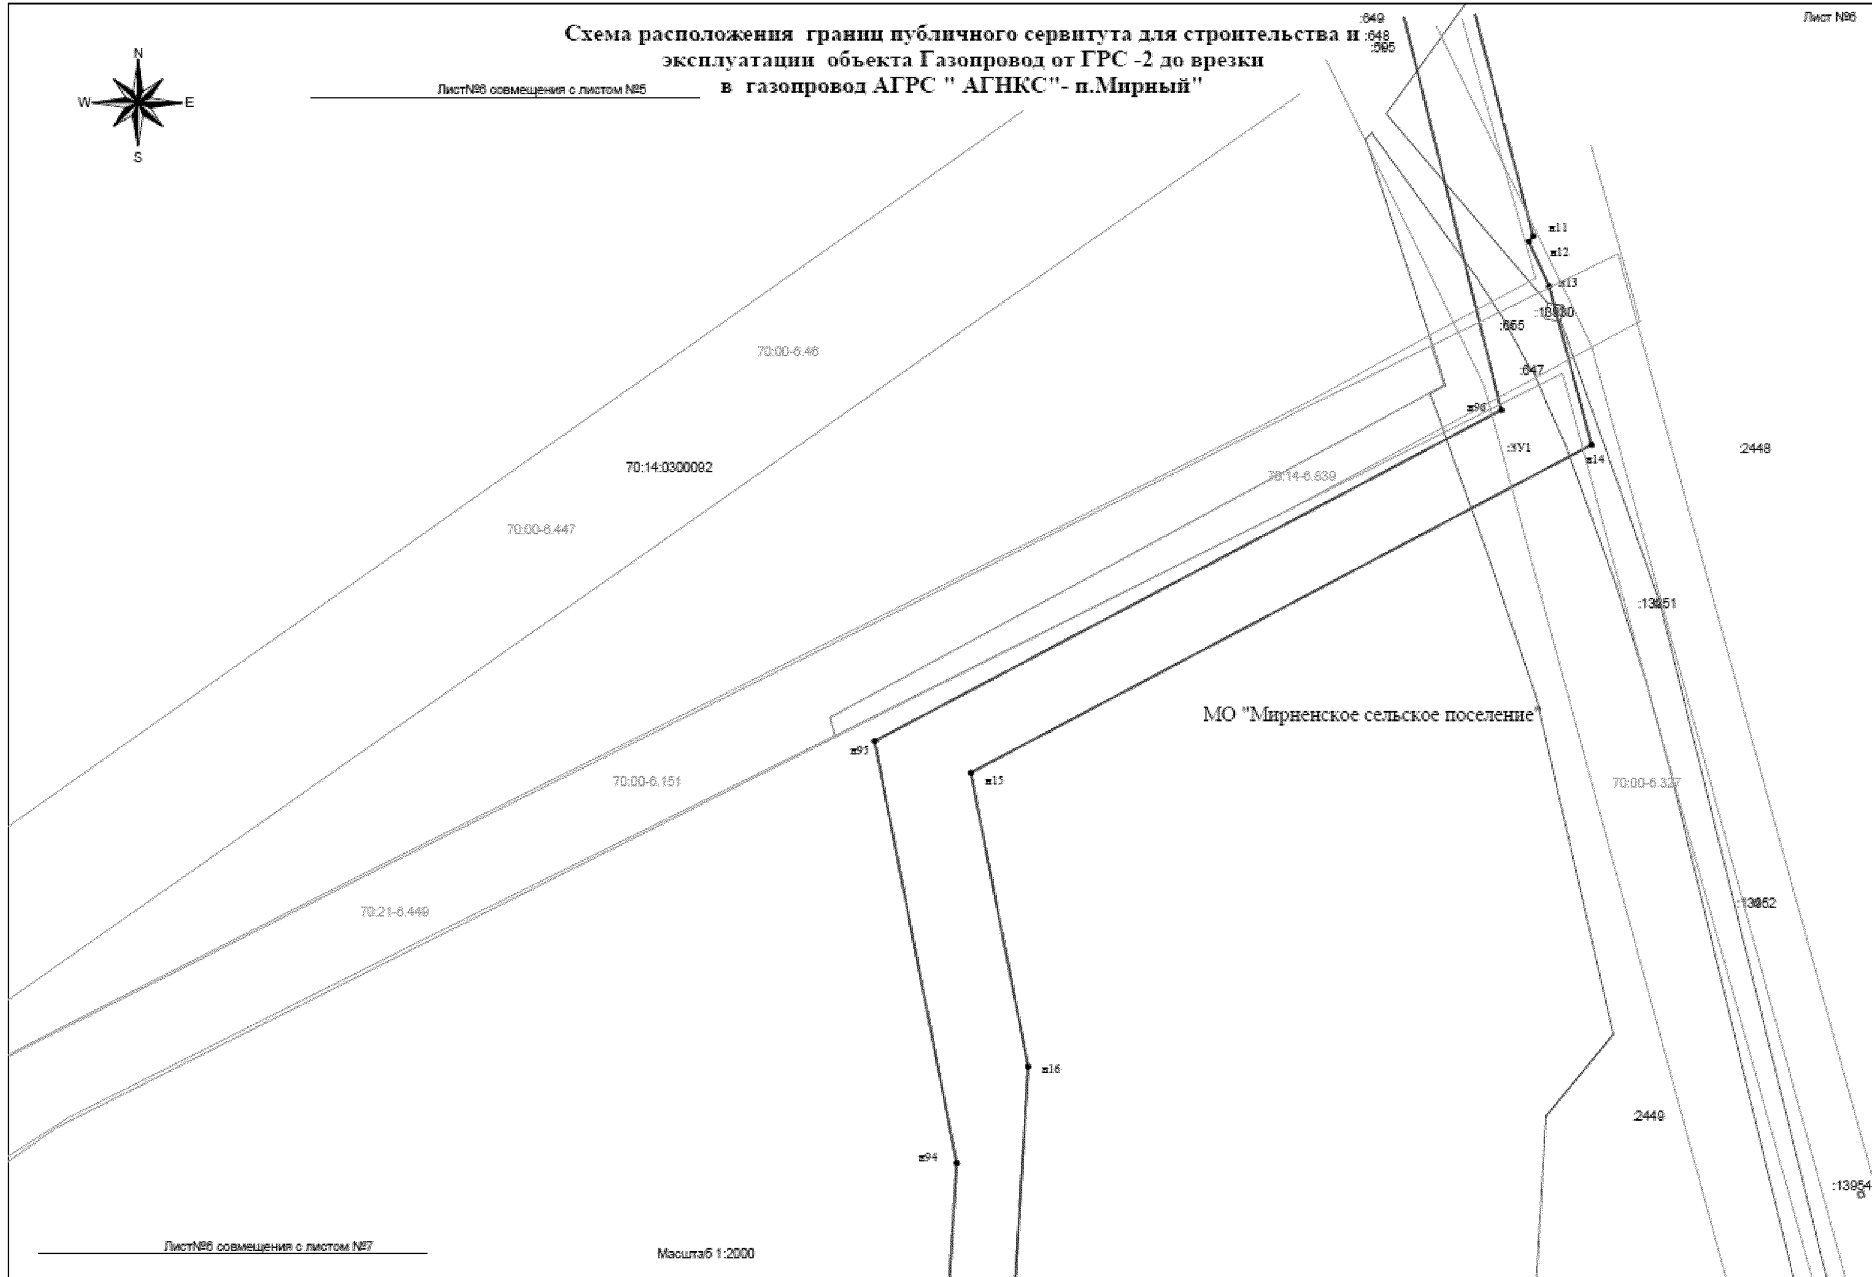 Лист №6
Схема расположения границ публичного сервитута для строительства и
эксплуатации объекта Газопровод от ГРС -2 до врезки
в газопровод АГРС " АГНКС"- п.Мирный"
Лист№6 совмещения с листом №5
N
W
E
S
:649
:648
:595
н11
н12
н13
:655
:647
70:00-6.46
н96
:ЗУ1
:2448
н14
70:14:0300092
70:14-6.839
70:00-6.447
МО "Мирненское сельское поселение"
н95
н15
70:00-6.151
70:00-6.327
70:21-6.449
н16
:2449
н94
:13954
Лист№6 совмещения с листом №7
Масштаб 1:2000